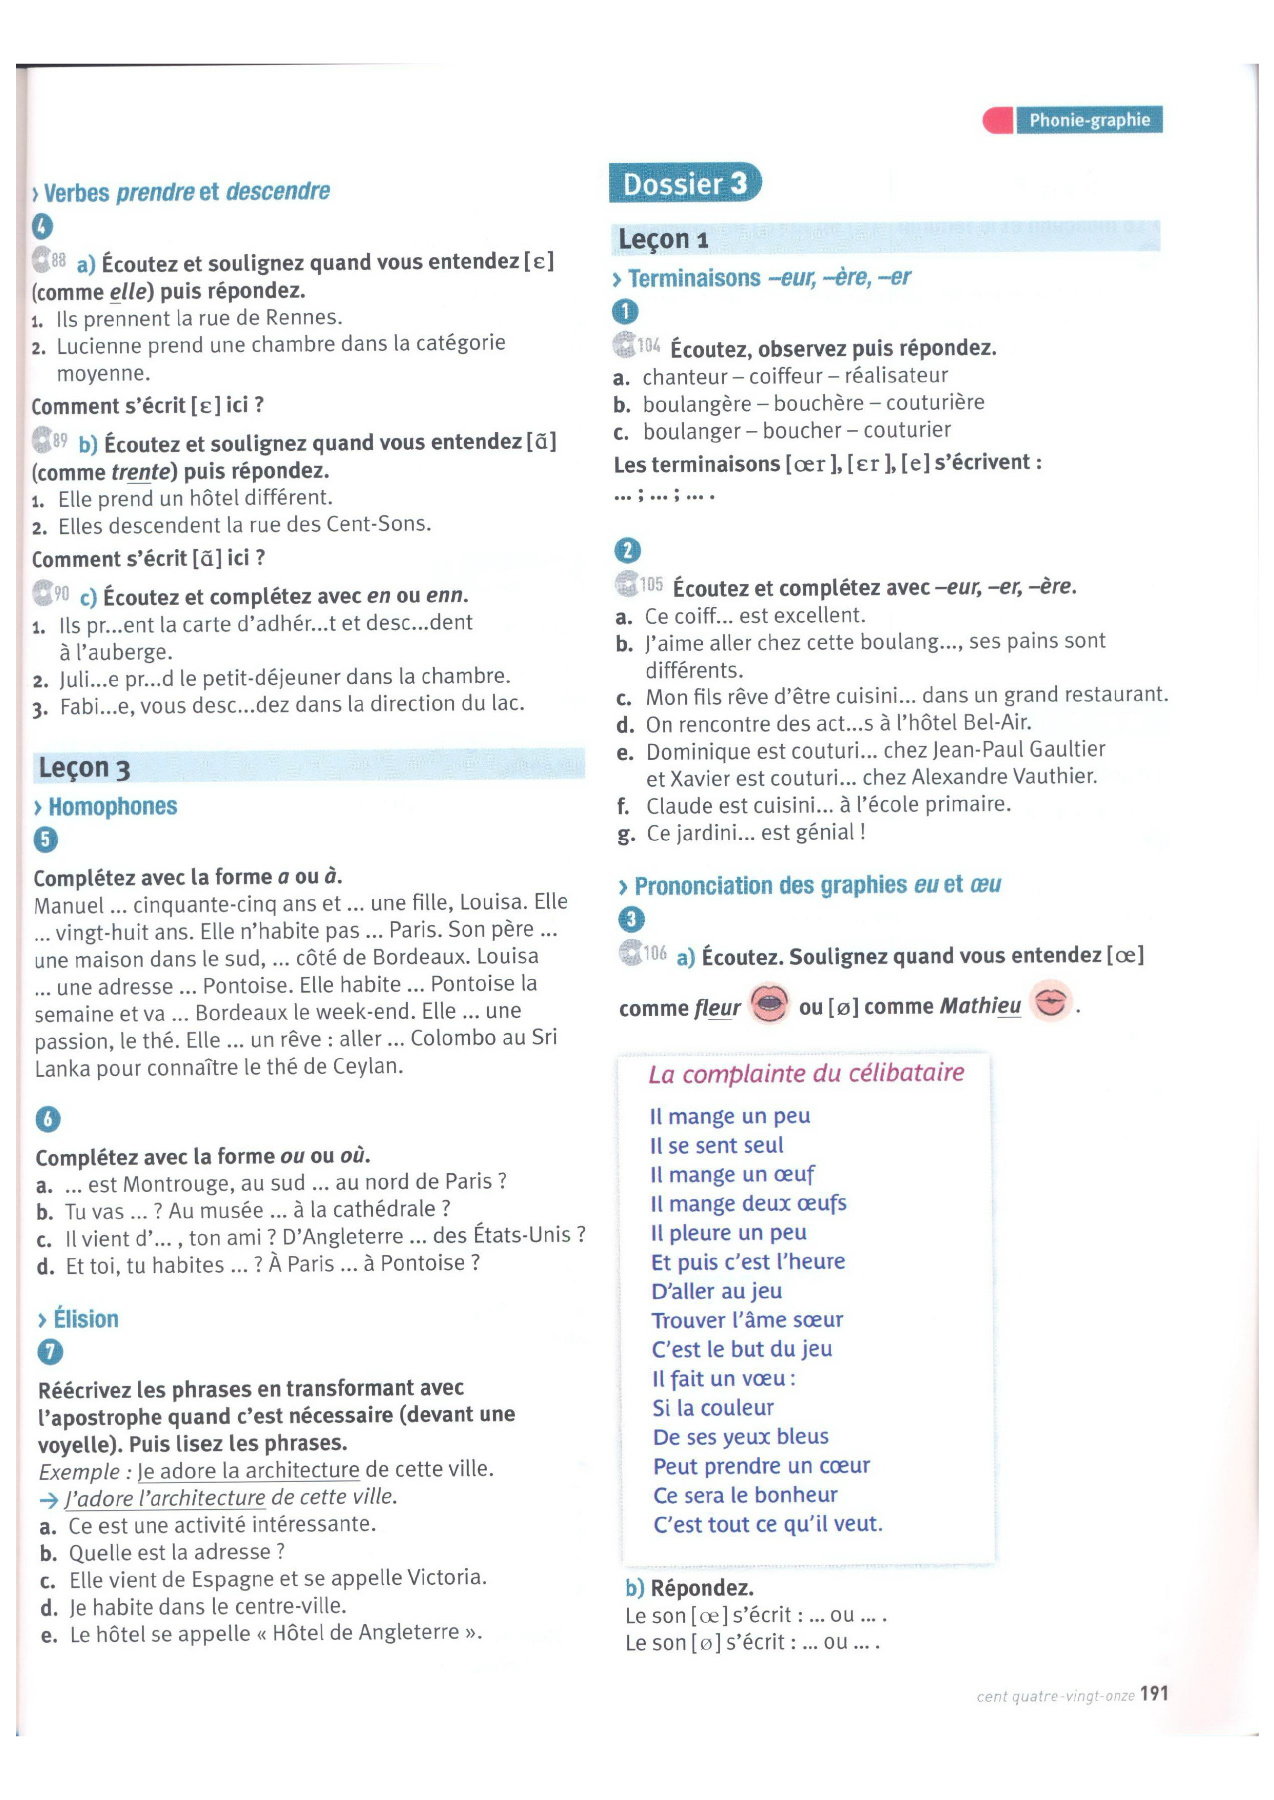 Phonie-graphie
› Verbes prendre et descendre
4
88 a) Écoutez et soulignez quand vous entendez [ɛ]
(comme elle) puis répondez.
1. Ils prennent la rue de Rennes.
2. Lucienne prend une chambre dans la catégorie
moyenne.
Comment s'écrit [ɛ] ici ?
89 b) Écoutez et soulignez quand vous entendez [ɑ̃]
(comme trente) puis répondez.
1. Elle prend un hôtel différent.
2. Elles descendent la rue des Cent-Sons.
Comment s'écrit [ɑ̃] ici ?
90 c) Écoutez et complétez avec en ou enn.
1. Ils pr...ent la carte d'adhér...t et desc...dent
à l'auberge.
2. Juli...e pr...d le petit-déjeuner dans la chambre.
3. Fabi...e, vous desc...dez dans la direction du lac.
Leçon 3
› Homophones
5
Complétez avec la forme a ou à.
Manuel ... cinquante-cinq ans et ... une fille, Louisa. Elle
... vingt-huit ans. Elle n'habite pas ... Paris. Son père ...
une maison dans le sud, ... côté de Bordeaux. Louisa
... une adresse ... Pontoise. Elle habite ... Pontoise la
semaine et va ... Bordeaux le week-end. Elle ... une
passion, le thé. Elle ... un rêve : aller ... Colombo au Sri
Lanka pour connaître le thé de Ceylan.
6
Complétez avec la forme ou ou où.
a. ... est Montrouge, au sud ... au nord de Paris ?
b. Tu vas ... ? Au musée ... à la cathédrale ?
c. Il vient d'... , ton ami ? D'Angleterre ... des États-Unis ?
d. Et toi, tu habites ... ? À Paris ... à Pontoise ?
› Élision
7
Réécrivez les phrases en transformant avec
l'apostrophe quand c'est nécessaire (devant une
voyelle). Puis lisez les phrases.
Exemple : Je adore la architecture de cette ville.
→ J'adore l'architecture de cette ville.
a. Ce est une activité intéressante.
b. Quelle est la adresse ?
c. Elle vient de Espagne et se appelle Victoria.
d. Je habite dans le centre-ville.
e. Le hôtel se appelle « Hôtel de Angleterre ».
Dossier 3
Leçon 1
› Terminaisons –eur, –ère, –er
1
104 Écoutez, observez puis répondez.
a. chanteur – coiffeur – réalisateur
b. boulangère – bouchère – couturière
c. boulanger – boucher – couturier
Les terminaisons [œr], [ɛr], [e] s'écrivent :
... ; ... ; ... .
2
105 Écoutez et complétez avec –eur, –er, –ère.
a. Ce coiff... est excellent.
b. J'aime aller chez cette boulang..., ses pains sont
différents.
c. Mon fils rêve d'être cuisini... dans un grand restaurant.
d. On rencontre des act...s à l'hôtel Bel-Air.
e. Dominique est couturi... chez Jean-Paul Gaultier
et Xavier est couturi... chez Alexandre Vauthier.
f. Claude est cuisini... à l'école primaire.
g. Ce jardini... est génial !
› Prononciation des graphies eu et œu
3
106 a) Écoutez. Soulignez quand vous entendez [œ]
comme fleur ou [ø] comme Mathieu .
La complainte du célibataire
Il mange un peu
Il se sent seul
Il mange un œuf
Il mange deux œufs
Il pleure un peu
Et puis c'est l'heure
D'aller au jeu
Trouver l'âme sœur
C'est le but du jeu
Il fait un vœu :
Si la couleur
De ses yeux bleus
Peut prendre un cœur
Ce sera le bonheur
C'est tout ce qu'il veut.
b) Répondez.
Le son [œ] s'écrit : ... ou ... .
Le son [ø] s'écrit : ... ou ... .
cent quatre-vingt-onze 191